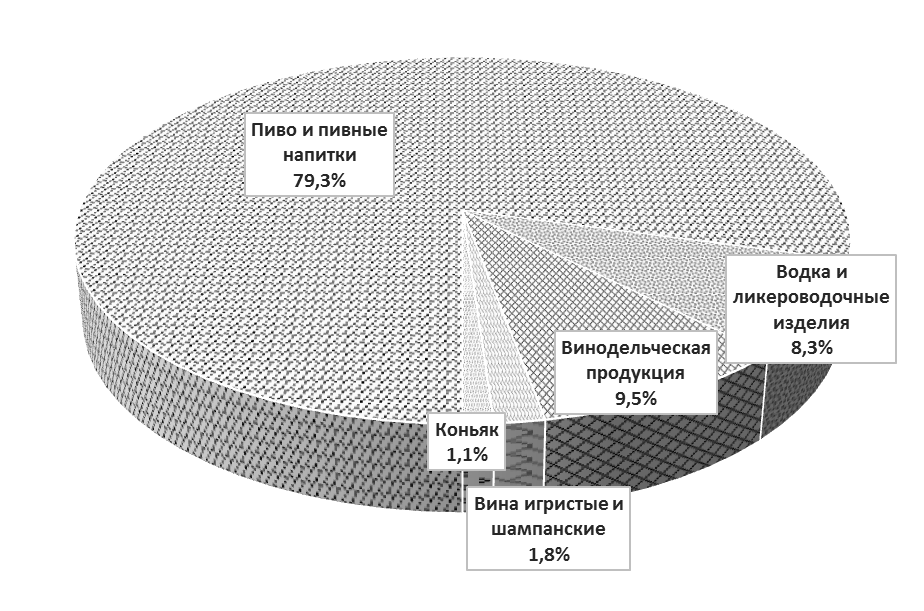 Пиво и пивные
напитки
79,3%
Водка и
ликероводочные
изделия
8,3%
Винодельческая
продукция
9,5%
Коньяк
1,1%
Вина игристые и
шампанские
1,8%